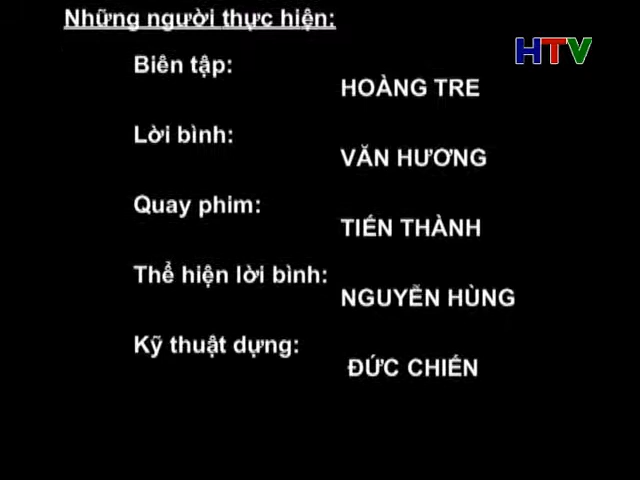 Những người thực hiện:
HTV
Biên tập:
HOÀNG TRE
Lời bình:
VĂN HƯƠNG
Quay phim:
TIẾN THÀNH
Thể hiện lời bình:
NGUYỄN HÙNG
Kỹ thuật dựng:
ĐỨC CHIẾN